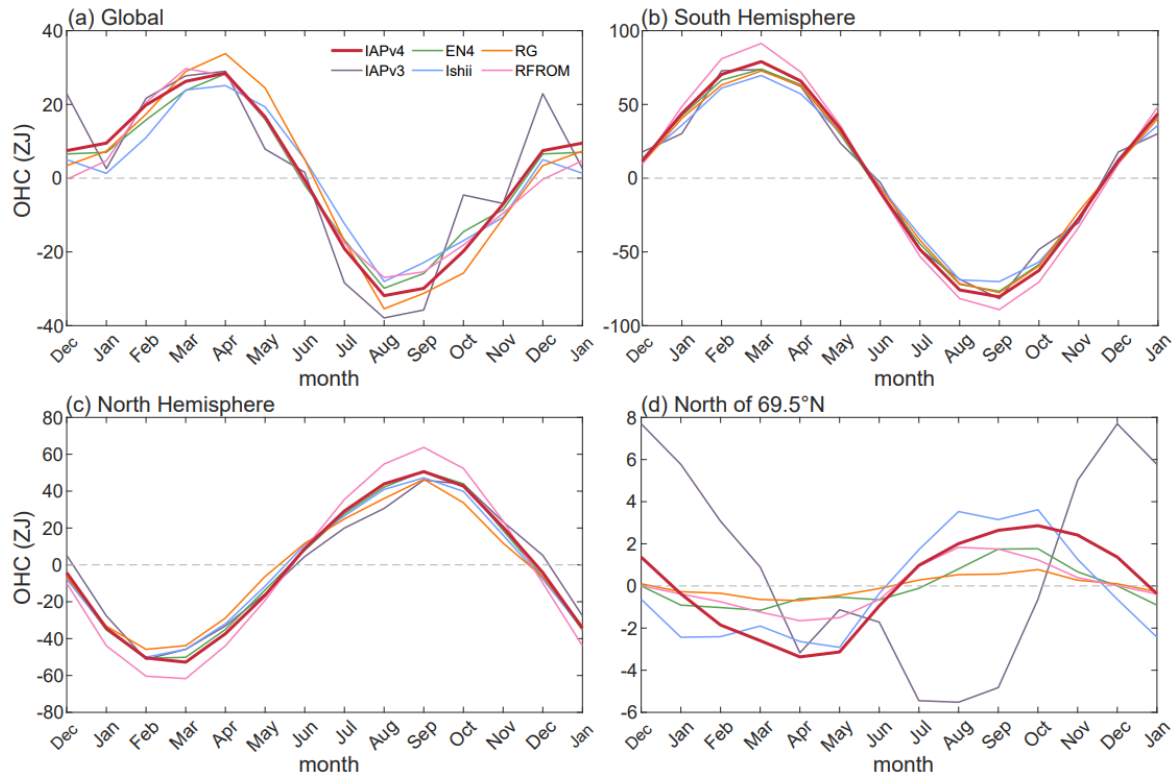 (a) Global
IAPv4 EN4 RG
IAPv3 Ishii RFROM
OHC (ZJ)
40
20
0
-20
-40
Dec Jan Feb Mar Apr May Jun Jul Aug Sep Oct Nov Dec Jan
month
(b) South Hemisphere
100
50
0
-50
-100
Dec Jan Feb Mar Apr May Jun Jul Aug Sep Oct Nov Dec Jan
month
(c) North Hemisphere
OHC (ZJ)
80
60
40
20
0
-20
-40
-60
-80
Dec Jan Feb Mar Apr May Jun Jul Aug Sep Oct Nov Dec Jan
month
(d) North of 69.5°N
8
6
4
2
0
-2
-4
-6
Dec Jan Feb Mar Apr May Jun Jul Aug Sep Oct Nov Dec Jan
month